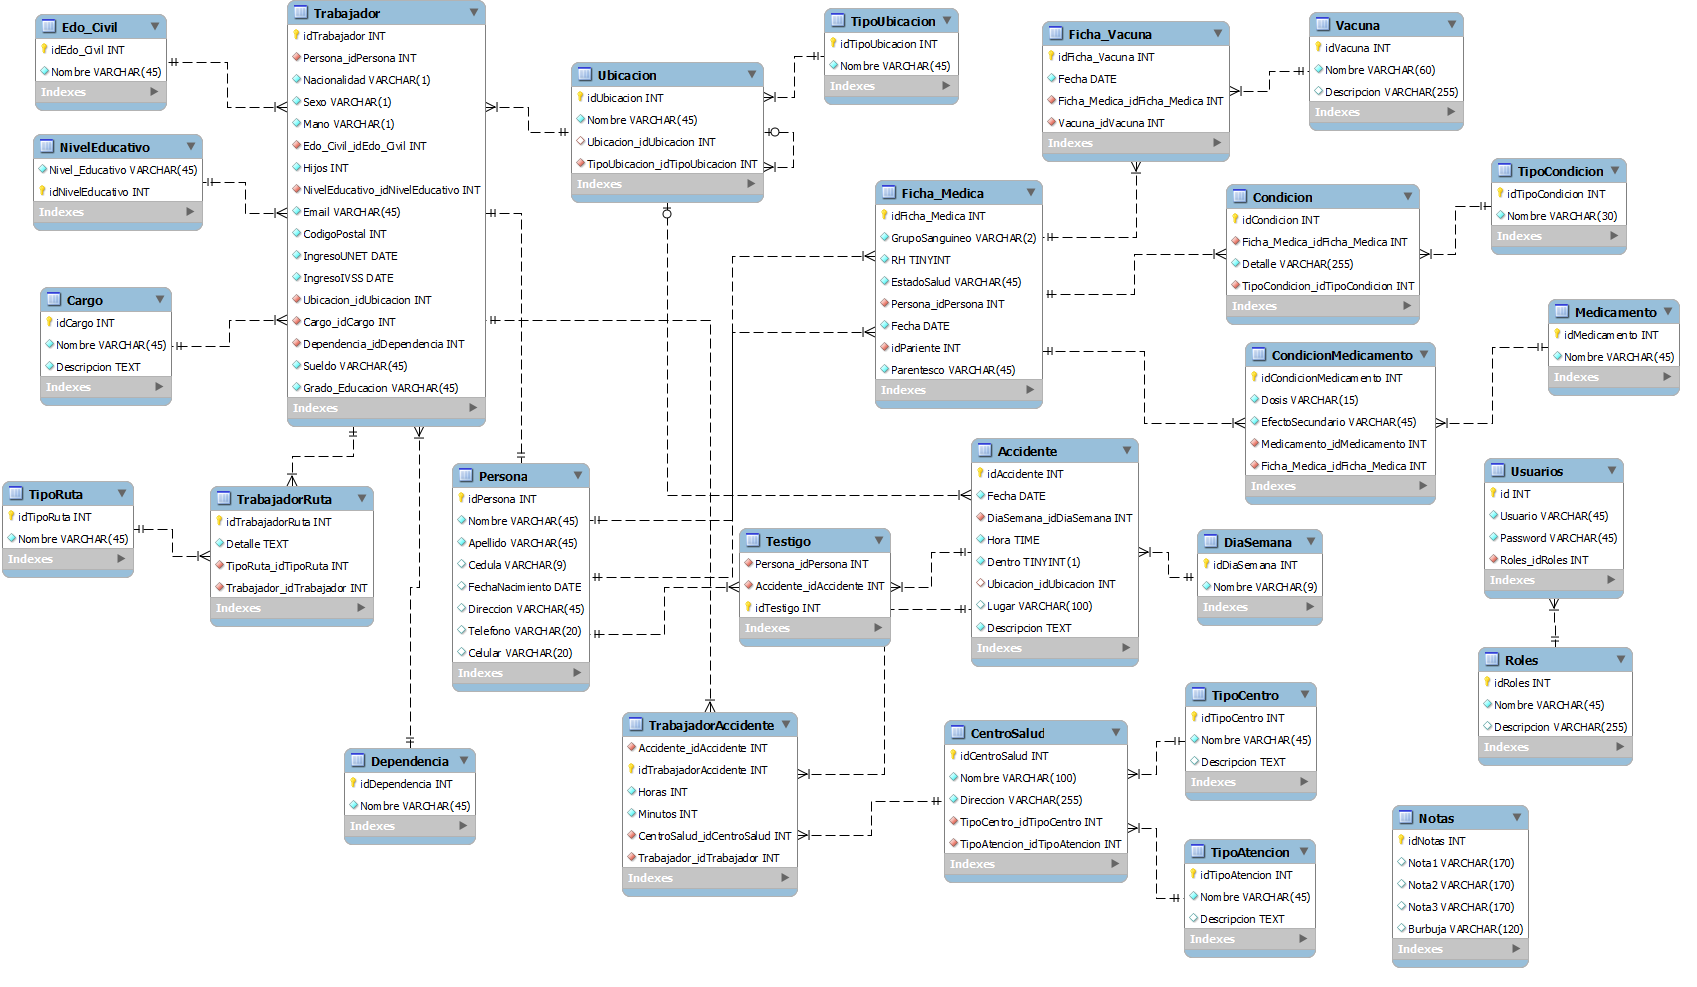 Edo_Civil
idEdo_Civil INT
Nombre VARCHAR(45)
Indexes
NivelEducativo
Nivel_Educativo VARCHAR(45)
idNivelEducativo INT
Indexes
Cargo
idCargo INT
Nombre VARCHAR(45)
Descripcion TEXT
Indexes
TipoRuta
idTipoRuta INT
Nombre VARCHAR(45)
Indexes
Trabajador
idTrabajador INT
Persona_idPersona INT
Nacionalidad VARCHAR(1)
Sexo VARCHAR(1)
Mano VARCHAR(1)
Edo_Civil_idEdo_Civil INT
Hijos INT
NivelEducativo_idNivelEducativo INT
Email VARCHAR(45)
CodigoPostal INT
IngresoUNET DATE
IngresoIVSS DATE
Ubicacion_idUbicacion INT
Cargo_idCargo INT
Dependencia_idDependencia INT
Sueldo VARCHAR(45)
Grado_Educacion VARCHAR(45)
Indexes
TrabajadorRuta
idTrabajadorRuta INT
Detalle TEXT
TipoRuta_idTipoRuta INT
Trabajador_idTrabajador INT
Indexes
Dependencia
idDependencia INT
Nombre VARCHAR(45)
Indexes
Persona
idPersona INT
Nombre VARCHAR(45)
Apellido VARCHAR(45)
Cedula VARCHAR(9)
FechaNacimiento DATE
Direccion VARCHAR(45)
Telefono VARCHAR(20)
Celular VARCHAR(20)
Indexes
Ubicacion
idUbicacion INT
Nombre VARCHAR(45)
Ubicacion_idUbicacion INT
TipoUbicacion_idTipoUbicacion INT
Indexes
TipoUbicacion
idTipoUbicacion INT
Nombre VARCHAR(45)
Indexes
Ficha_Medica
idFicha_Medica INT
GrupoSanguineo VARCHAR(2)
RH TINYINT
EstadoSalud VARCHAR(45)
Persona_idPersona INT
Fecha DATE
idPariente INT
Parentesco VARCHAR(45)
Indexes
Testigo
Persona_idPersona INT
Accidente_idAccidente INT
idTestigo INT
Indexes
TrabajadorAccidente
Accidente_idAccidente INT
idTrabajadorAccidente INT
Horas INT
Minutos INT
CentroSalud_idCentroSalud INT
Trabajador_idTrabajador INT
Indexes
Accidente
idAccidente INT
Fecha DATE
DiaSemana_idDiaSemana INT
Hora TIME
Dentro TINYINT(1)
Ubicacion_idUbicacion INT
Lugar VARCHAR(100)
Descripcion TEXT
Indexes
CentroSalud
idCentroSalud INT
Nombre VARCHAR(100)
Direccion VARCHAR(255)
TipoCentro_idTipoCentro INT
TipoAtencion_idTipoAtencion INT
Indexes
Ficha_Vacuna
idFicha_Vacuna INT
Fecha DATE
Ficha_Medica_idFicha_Medica INT
Vacuna_idVacuna INT
Indexes
Vacuna
idVacuna INT
Nombre VARCHAR(60)
Descripcion VARCHAR(255)
Indexes
Condicion
idCondicion INT
Ficha_Medica_idFicha_Medica INT
Detalle VARCHAR(255)
TipoCondicion_idTipoCondicion INT
Indexes
TipoCondicion
idTipoCondicion INT
Nombre VARCHAR(30)
Indexes
CondicionMedicamento
idCondicionMedicamento INT
Dosis VARCHAR(15)
EfectoSecundario VARCHAR(45)
Medicamento_idMedicamento INT
Ficha_Medica_idFicha_Medica INT
Indexes
Medicamento
idMedicamento INT
Nombre VARCHAR(45)
Indexes
DiaSemana
idDiaSemana INT
Nombre VARCHAR(9)
Indexes
Usuarios
id INT
Usuario VARCHAR(45)
Password VARCHAR(45)
Roles_idRoles INT
Indexes
Roles
idRoles INT
Nombre VARCHAR(45)
Descripcion VARCHAR(255)
Indexes
TipoCentro
idTipoCentro INT
Nombre VARCHAR(45)
Descripcion TEXT
Indexes
TipoAtencion
idTipoAtencion INT
Nombre VARCHAR(45)
Descripcion TEXT
Indexes
Notas
idNotas INT
Nota1 VARCHAR(170)
Nota2 VARCHAR(170)
Nota3 VARCHAR(170)
Burbuja VARCHAR(120)
Indexes